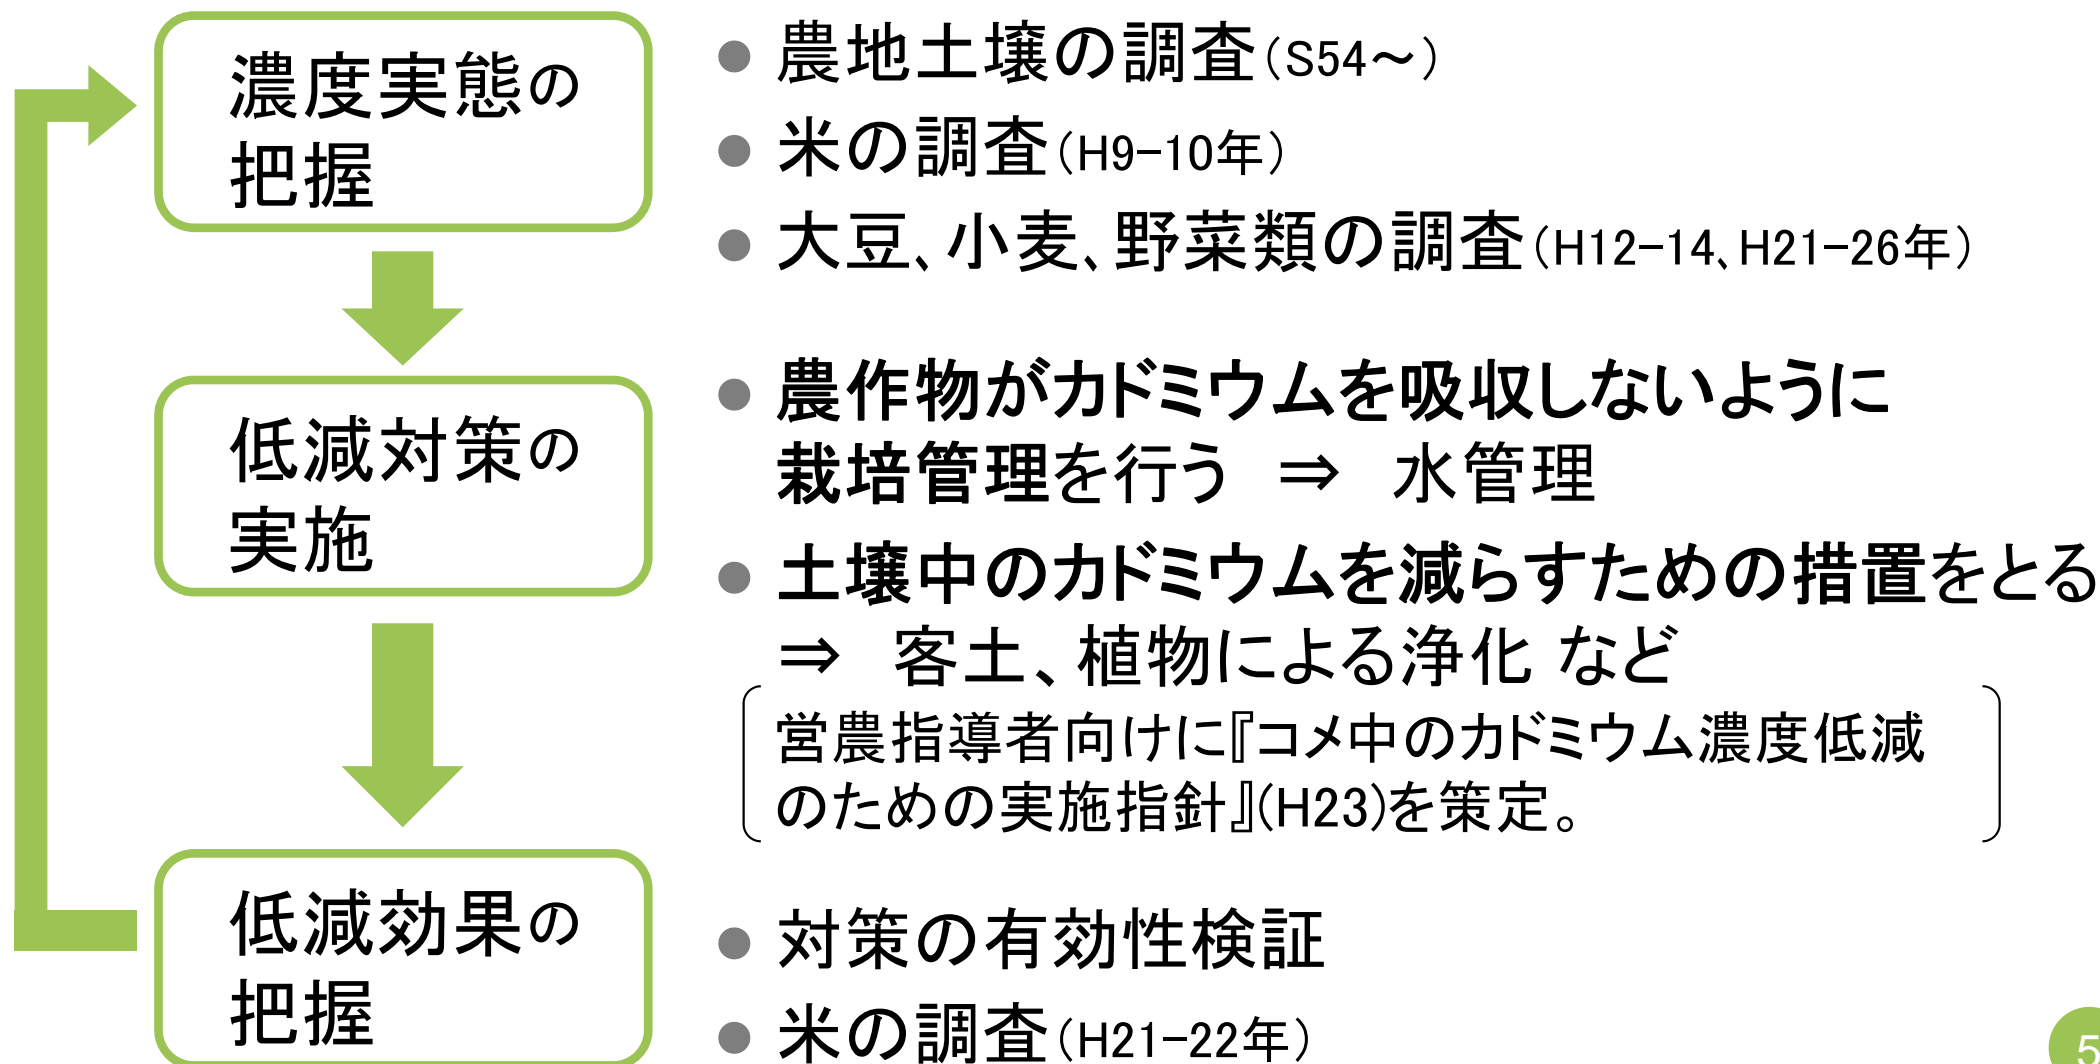 濃度実態の
把握
● 農地土壌の調査(S54～)
● 米の調査(H9-10年)
● 大豆、小麦、野菜類の調査(H12-14、H21-26年)
低減対策の
実施
● 農作物がカドミウムを吸収しないように
栽培管理を行う ⇒ 水管理
● 土壌中のカドミウムを減らすための措置をとる
⇒ 客土、植物による浄化 など
営農指導者向けに『コメ中のカドミウム濃度低減
のための実施指針』(H23)を策定。
低減効果の
把握
● 対策の有効性検証
● 米の調査(H21-22年)
5